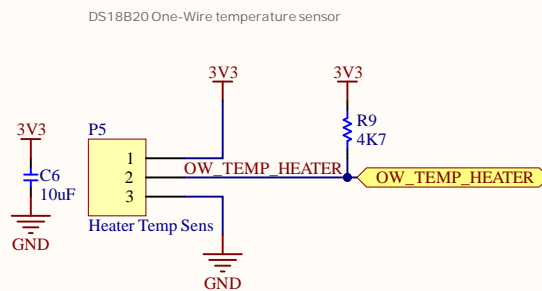 DS18B20 One-Wire temperature sensor
3V3
3V3
P5
R9
4K7
3V3
1
C6
OW_TEMP_HEATER
2
OW_TEMP_HEATER
10uF
3
Heater Temp Sens
GND
GND